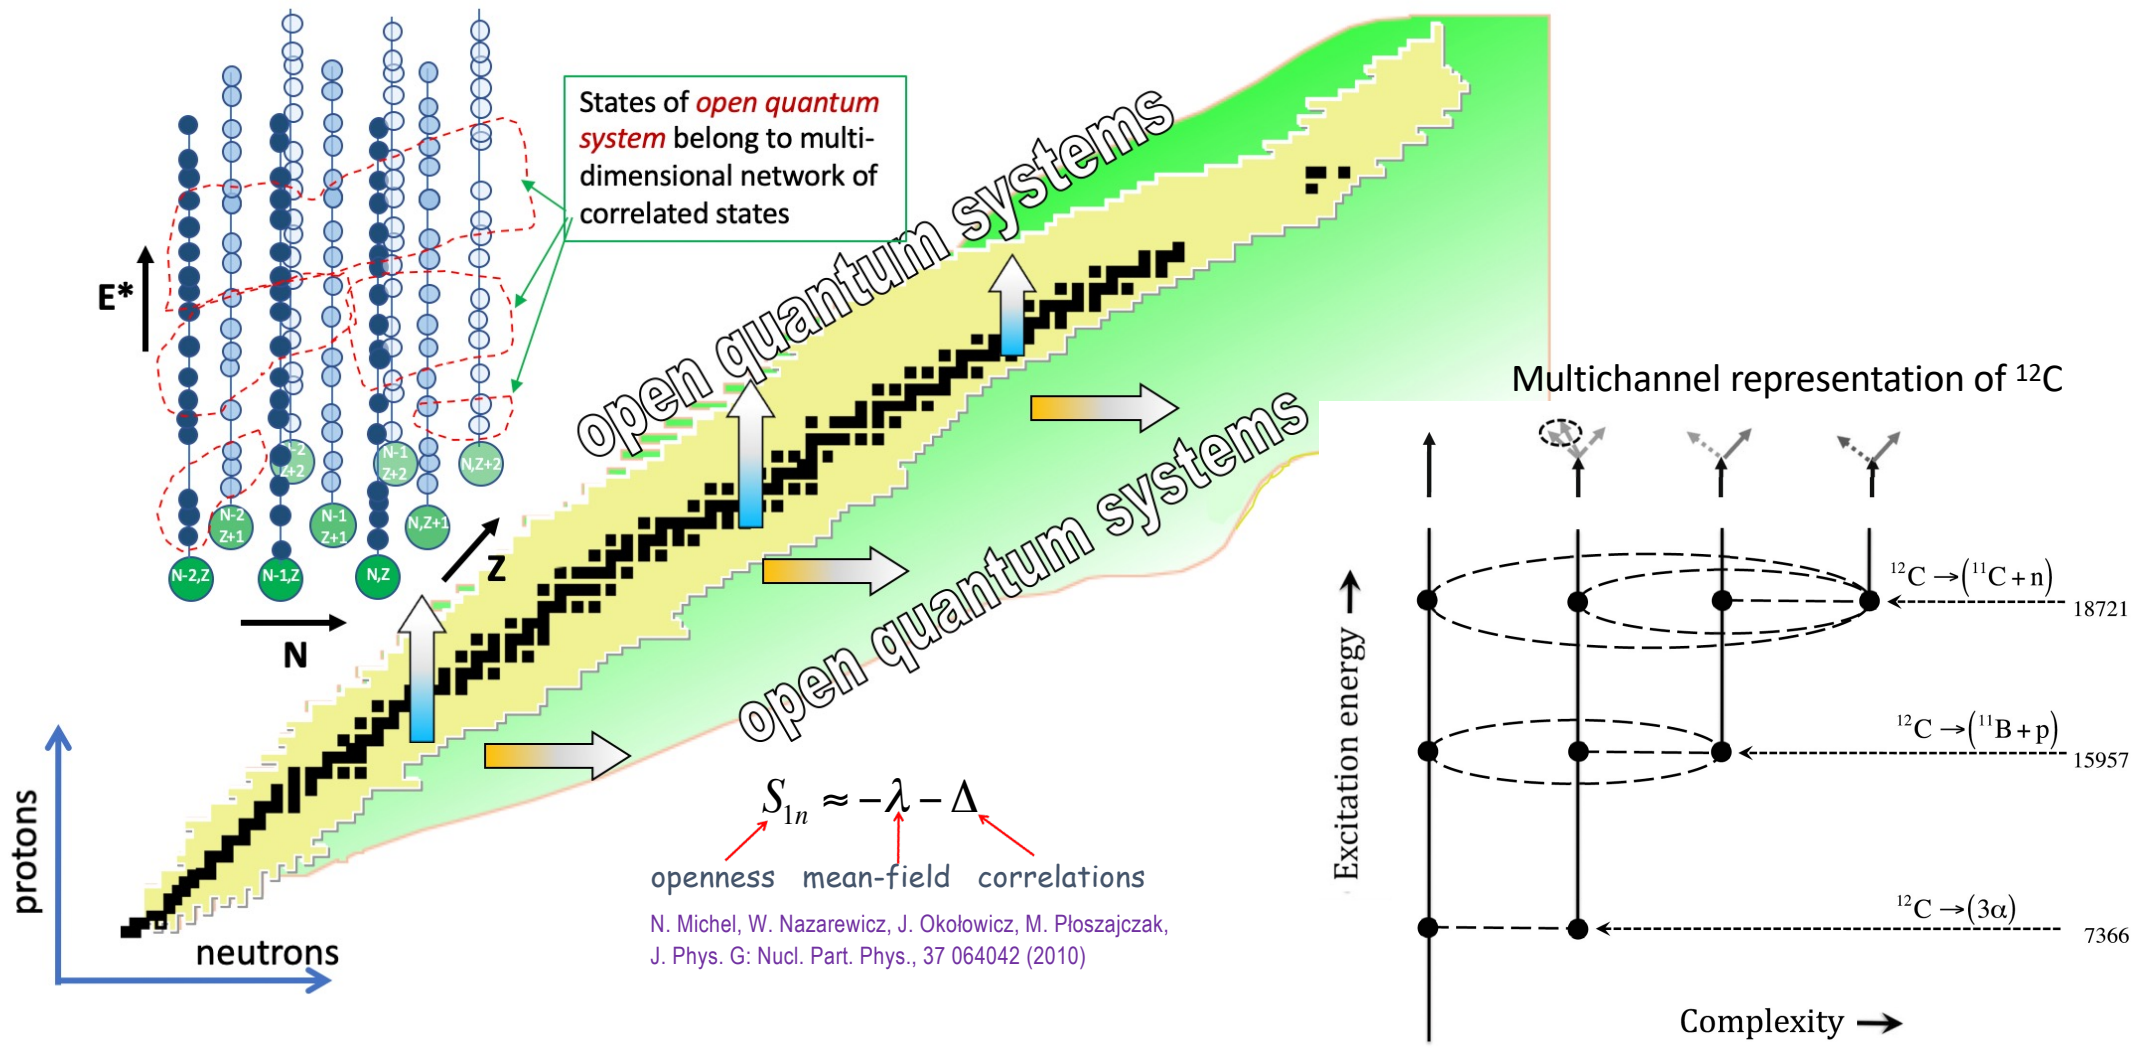 States of open quantum
system belong to multi-
dimensional network of
correlated states
E*
N-2
Z+2
N-1
Z+2
N,Z+2
N-2
Z+1
N-1
Z+1
N,Z+1
N-2,Z
N-1,Z
N,Z
Z
N
open quantum systems
open quantum systems
protons
neutrons
S1n ≈ −λ − Δ
openness mean-field correlations
N. Michel, W. Nazarewicz, J. Okołowicz, M. Płoszajczak,
J. Phys. G: Nucl. Part. Phys., 37 064042 (2010)
Multichannel representation of ¹²C
Excitation energy
¹²C →(¹¹C + n)
18721
¹²C →(¹¹B + p)
15957
¹²C →(3α)
7366
Complexity